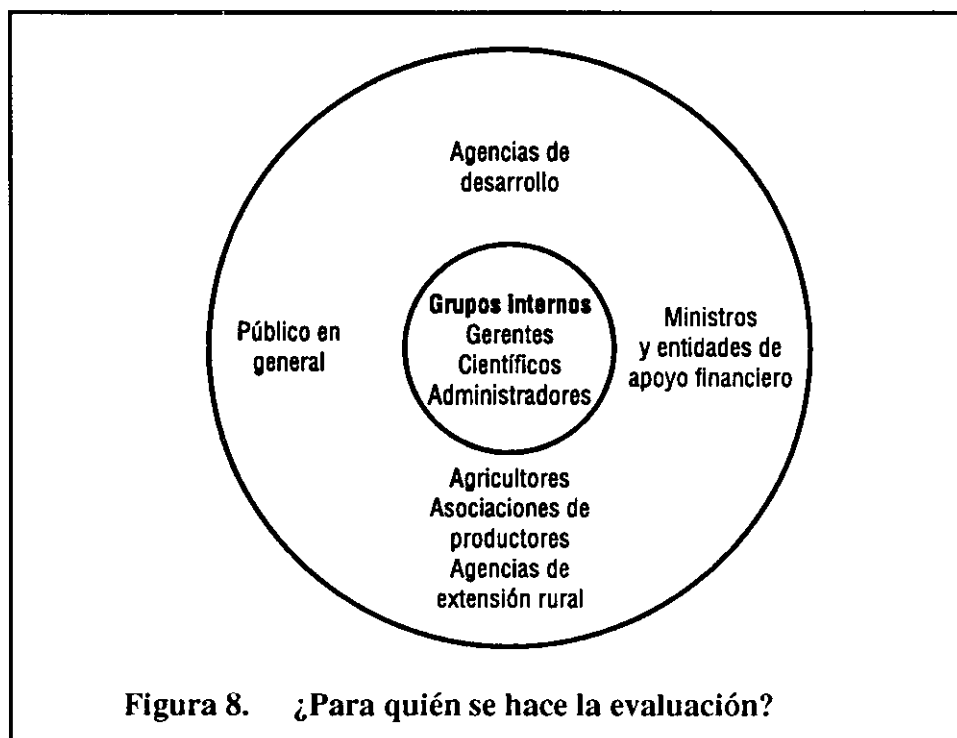 Agencias de
desarrollo
Grupos internos
Gerentes
Científicos
Administradores
Público en
general
Ministros
y entidades de
apoyo financiero
Agricultores
Asociaciones de
productores
Agencias de
extensión rural
Figura 8. ¿Para quién se hace la evaluación?